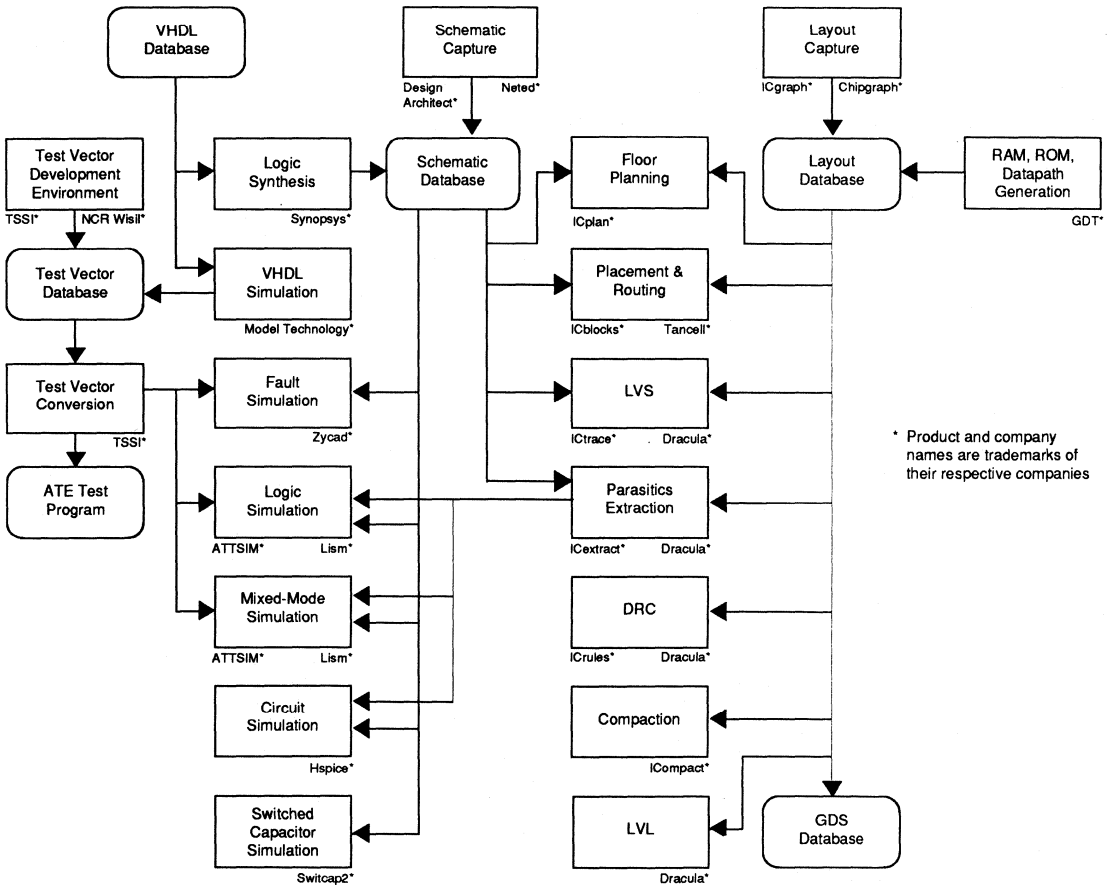 VHDL
Database
Schematic
Capture
Layout
Capture
Design
Architect*
Neted*
ICgraph*
Chipgraph*
Test Vector
Development
Environment
TSSI*
NCR Wisil*
Logic
Synthesis
Synopsys*
Schematic
Database
Floor
Planning
ICplan*
Layout
Database
RAM, ROM,
Datapath
Generation
GDT*
Test Vector
Database
VHDL
Simulation
Model Technology*
Placement &
Routing
ICblocks*
Tancell*
Test Vector
Conversion
TSSI*
Fault
Simulation
Zycad*
LVS
ICtrace*
Dracula*
* Product and company
names are trademarks of
their respective companies
ATE Test
Program
Logic
Simulation
ATTSIM*
Lism*
Parasitics
Extraction
ICextract*
Dracula*
Mixed-Mode
Simulation
ATTSIM*
Lism*
DRC
ICrules*
Dracula*
Circuit
Simulation
Hspice*
Compaction
ICompact*
Switched
Capacitor
Simulation
Switcap2*
LVL
Dracula*
GDS
Database